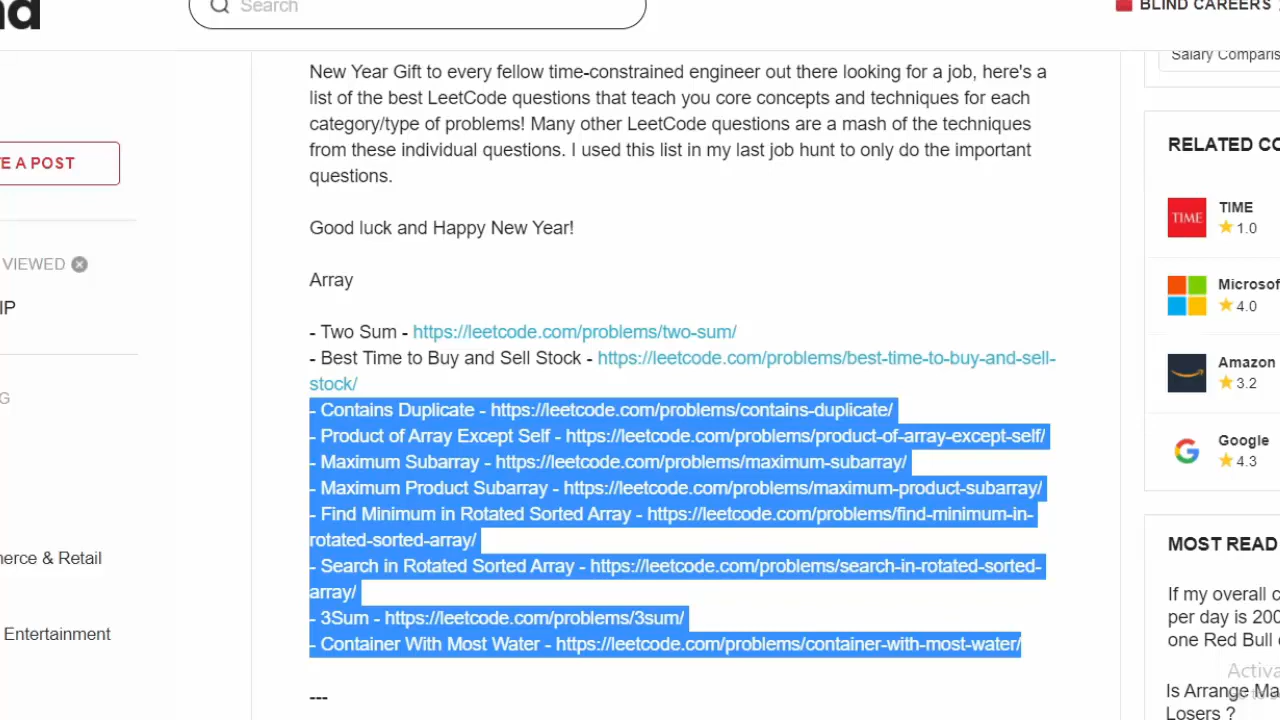 nd
Search
BLIND CAREERS
Salary Comparis
New Year Gift to every fellow time-constrained engineer out there looking for a job, here's a
list of the best LeetCode questions that teach you core concepts and techniques for each
category/type of problems! Many other LeetCode questions are a mash of the techniques
from these individual questions. I used this list in my last job hunt to only do the important
questions.
Good luck and Happy New Year!
Array
- Two Sum - https://leetcode.com/problems/two-sum/
- Best Time to Buy and Sell Stock - https://leetcode.com/problems/best-time-to-buy-and-sell-
stock/
- Contains Duplicate - https://leetcode.com/problems/contains-duplicate/
- Product of Array Except Self - https://leetcode.com/problems/product-of-array-except-self/
- Maximum Subarray - https://leetcode.com/problems/maximum-subarray/
- Maximum Product Subarray - https://leetcode.com/problems/maximum-product-subarray/
- Find Minimum in Rotated Sorted Array - https://leetcode.com/problems/find-minimum-in-
rotated-sorted-array/
- Search in Rotated Sorted Array - https://leetcode.com/problems/search-in-rotated-sorted-
array/
- 3Sum - https://leetcode.com/problems/3sum/
- Container With Most Water - https://leetcode.com/problems/container-with-most-water/
---
E A POST
VIEWED
IP
G
erce & Retail
Entertainment
RELATED CO
TIME
TIME
1.0
Microsof
4.0
Amazon
3.2
Google
4.3
MOST READ
If my overall c
per day is 200
one Red Bull
Activa
Is Arrange Ma
Losers ?